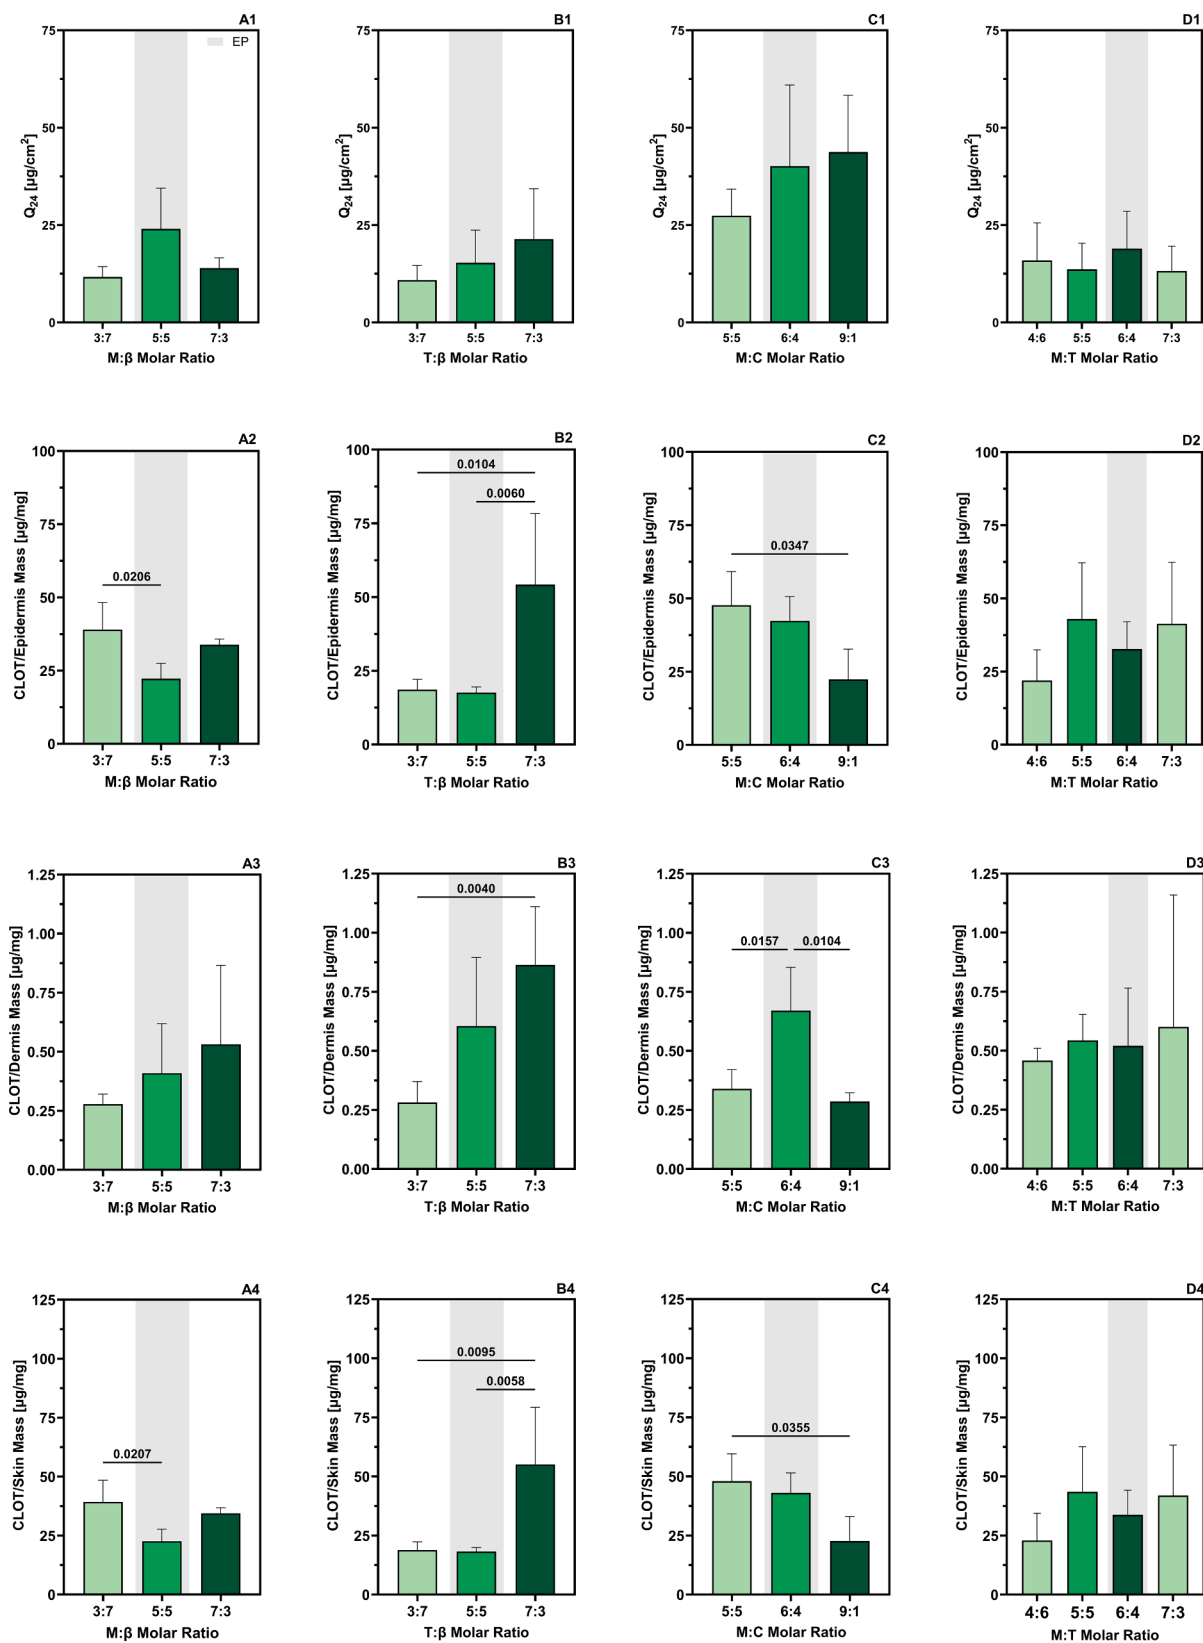 A1
EP
75
50
25
0
Q24 [µg/cm2]
3:7 5:5 7:3
M:β Molar Ratio
B1
75
50
25
0
Q24 [µg/cm2]
3:7 5:5 7:3
T:β Molar Ratio
C1
75
50
25
0
Q24 [µg/cm2]
5:5 6:4 9:1
M:C Molar Ratio
D1
75
50
25
0
Q24 [µg/cm2]
4:6 5:5 6:4 7:3
M:T Molar Ratio
A2
100
75
50
25
0
CLOT/Epidermis Mass [µg/mg]
0.0206
3:7 5:5 7:3
M:β Molar Ratio
B2
100
75
50
25
0
CLOT/Epidermis Mass [µg/mg]
0.0104
0.0060
3:7 5:5 7:3
T:β Molar Ratio
C2
100
75
50
25
0
CLOT/Epidermis Mass [µg/mg]
0.0347
5:5 6:4 9:1
M:C Molar Ratio
D2
100
75
50
25
0
CLOT/Epidermis Mass [µg/mg]
4:6 5:5 6:4 7:3
M:T Molar Ratio
A3
1.25
1.00
0.75
0.50
0.25
0.00
CLOT/Dermis Mass [µg/mg]
3:7 5:5 7:3
M:β Molar Ratio
B3
1.25
1.00
0.75
0.50
0.25
0.00
CLOT/Dermis Mass [µg/mg]
0.0040
3:7 5:5 7:3
T:β Molar Ratio
C3
1.25
1.00
0.75
0.50
0.25
0.00
CLOT/Dermis Mass [µg/mg]
0.0157 0.0104
5:5 6:4 9:1
M:C Molar Ratio
D3
1.25
1.00
0.75
0.50
0.25
0.00
CLOT/Dermis Mass [µg/mg]
4:6 5:5 6:4 7:3
M:T Molar Ratio
A4
125
100
75
50
25
0
CLOT/Skin Mass [µg/mg]
0.0207
3:7 5:5 7:3
M:β Molar Ratio
B4
125
100
75
50
25
0
CLOT/Skin Mass [µg/mg]
0.0095
0.0058
3:7 5:5 7:3
T:β Molar Ratio
C4
125
100
75
50
25
0
CLOT/Skin Mass [µg/mg]
0.0355
5:5 6:4 9:1
M:C Molar Ratio
D4
125
100
75
50
25
0
CLOT/Skin Mass [µg/mg]
4:6 5:5 6:4 7:3
M:T Molar Ratio